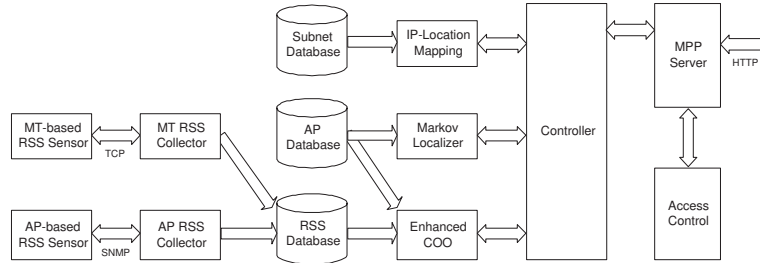 Subnet
Database
IP-Location
Mapping
MPP
Server
HTTP
MT-based
RSS Sensor
TCP
MT RSS
Collector
AP
Database
Markov
Localizer
Controller
AP-based
RSS Sensor
SNMP
AP RSS
Collector
RSS
Database
Enhanced
COO
Access
Control